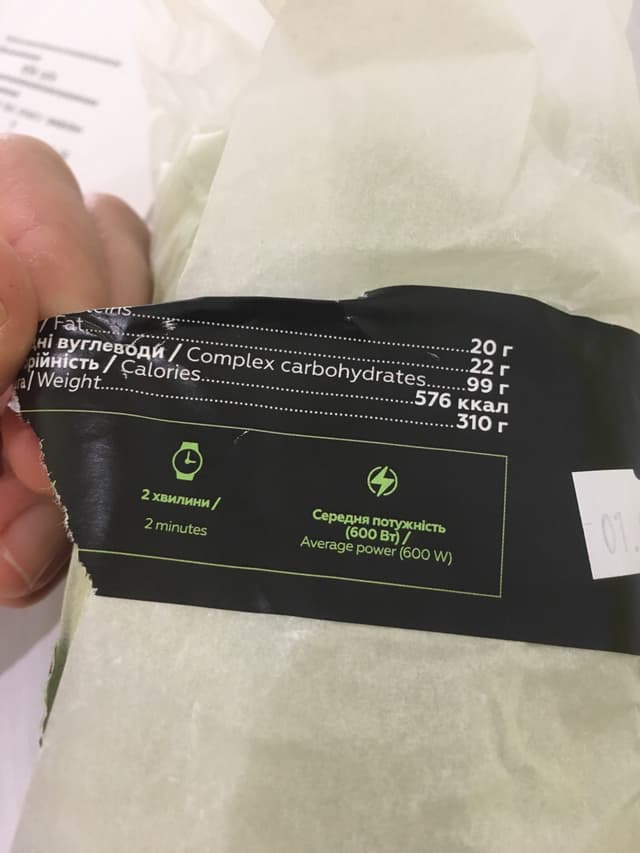 20 г
/ Fat 22 г
ні вуглеводи / Complex carbohydrates 99 г
рійність / Calories 576 ккал
/ Weight 310 г
2 хвилини /
2 minutes
Середня потужність
(600 Вт) /
Average power (600 W)
01.